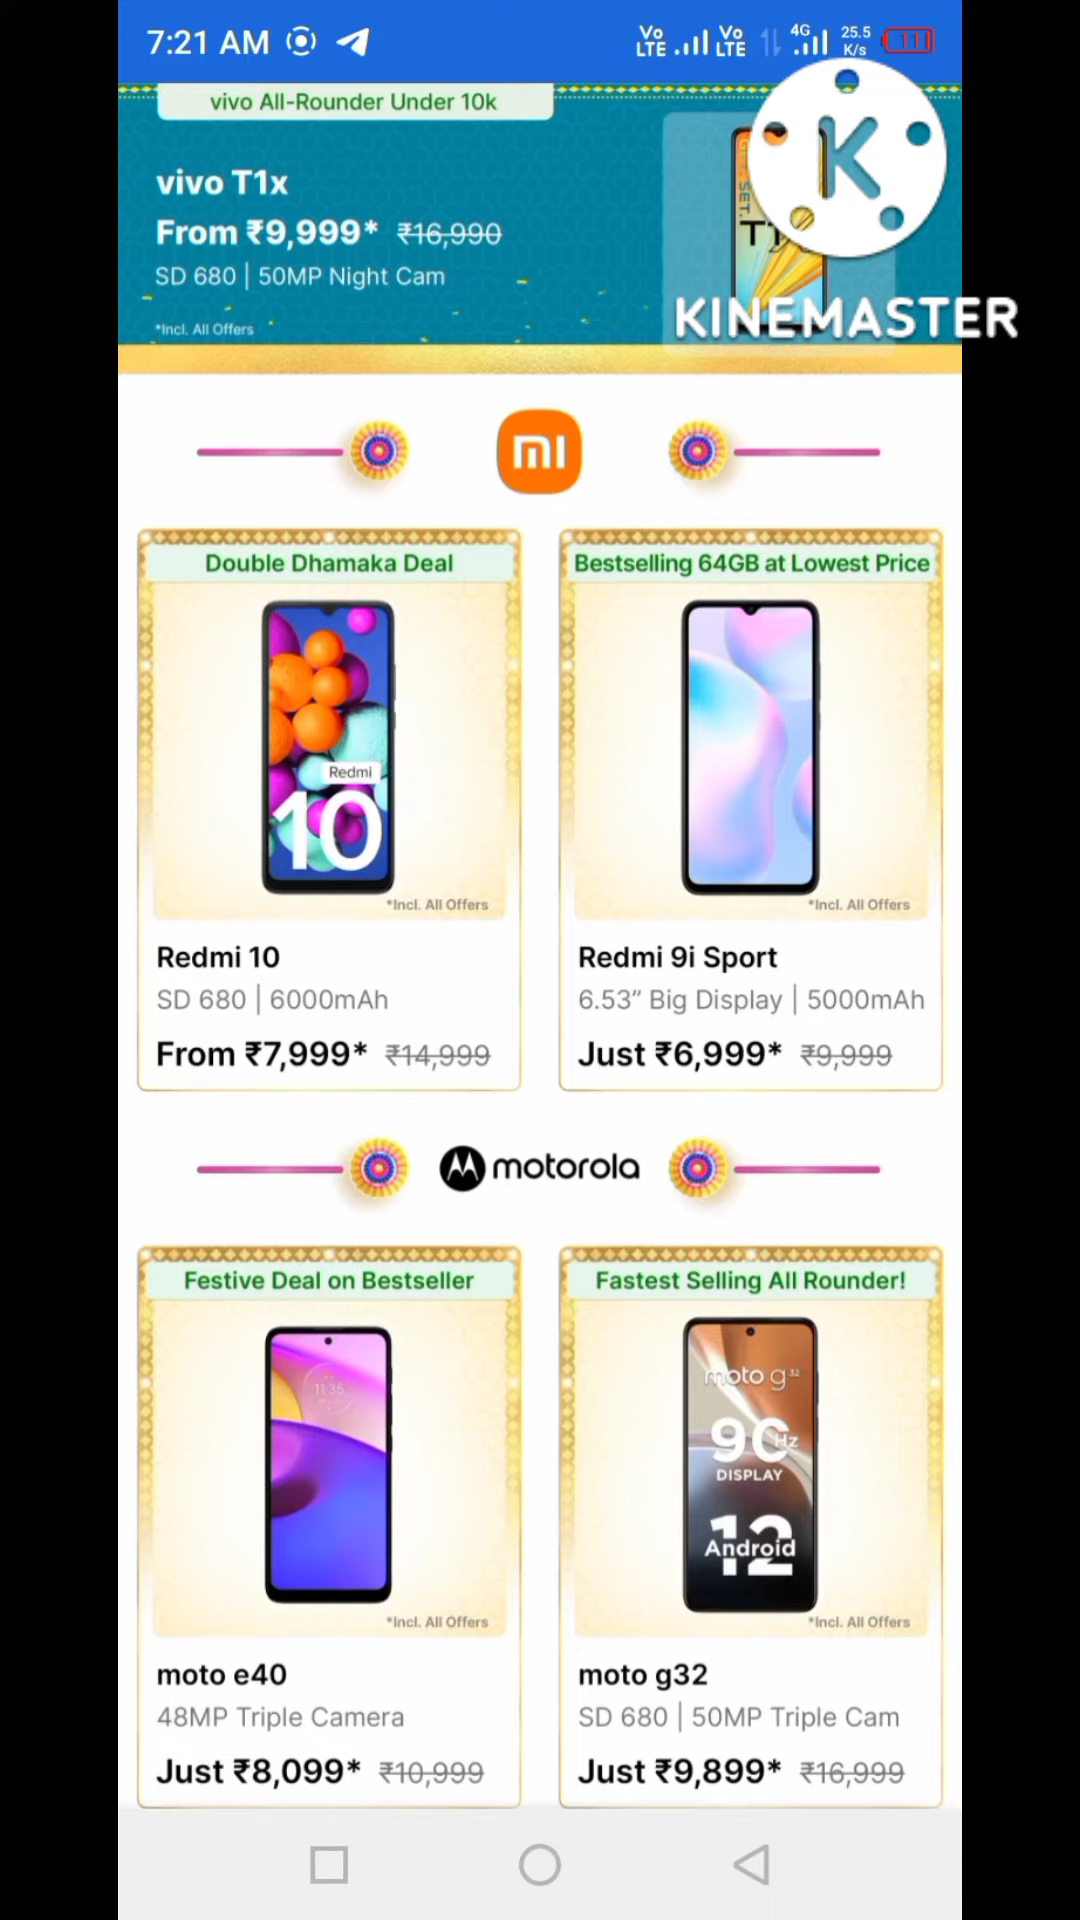 7:21 AM
Vo LTE Vo LTE 4G 25.5 K/s
vivo All-Rounder Under 10k
vivo T1x
From ₹9,999* ₹16,990
SD 680 | 50MP Night Cam
*Incl. All Offers
K
KINEMASTER
mi
Double Dhamaka Deal
Redmi
10
*Incl. All Offers
Redmi 10
SD 680 | 6000mAh
From ₹7,999* ₹14,999
Bestselling 64GB at Lowest Price
*Incl. All Offers
Redmi 9i Sport
6.53” Big Display | 5000mAh
Just ₹6,999* ₹9,999
motorola
Festive Deal on Bestseller
11:35
*Incl. All Offers
moto e40
48MP Triple Camera
Just ₹8,099* ₹10,999
Fastest Selling All Rounder!
moto g32
90Hz
DISPLAY
12
Android
*Incl. All Offers
moto g32
SD 680 | 50MP Triple Cam
Just ₹9,899* ₹16,999